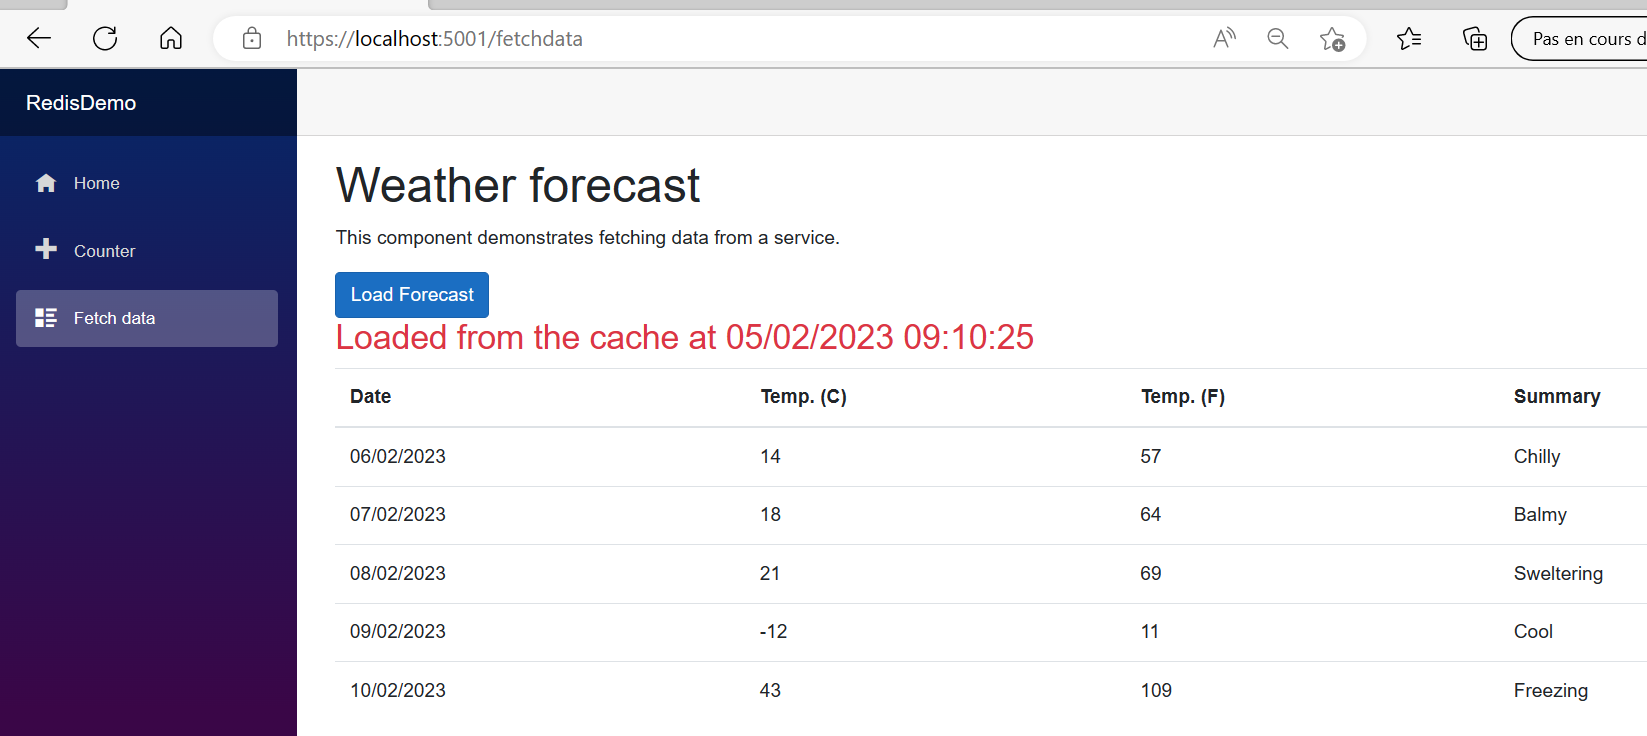 https://localhost:5001/fetchdata
Pas en cours d
RedisDemo
Home
Counter
Fetch data
Weather forecast
This component demonstrates fetching data from a service.
Load Forecast
Loaded from the cache at 05/02/2023 09:10:25
Date Temp. (C) Temp. (F) Summary
06/02/2023 14 57 Chilly
07/02/2023 18 64 Balmy
08/02/2023 21 69 Sweltering
09/02/2023 -12 11 Cool
10/02/2023 43 109 Freezing